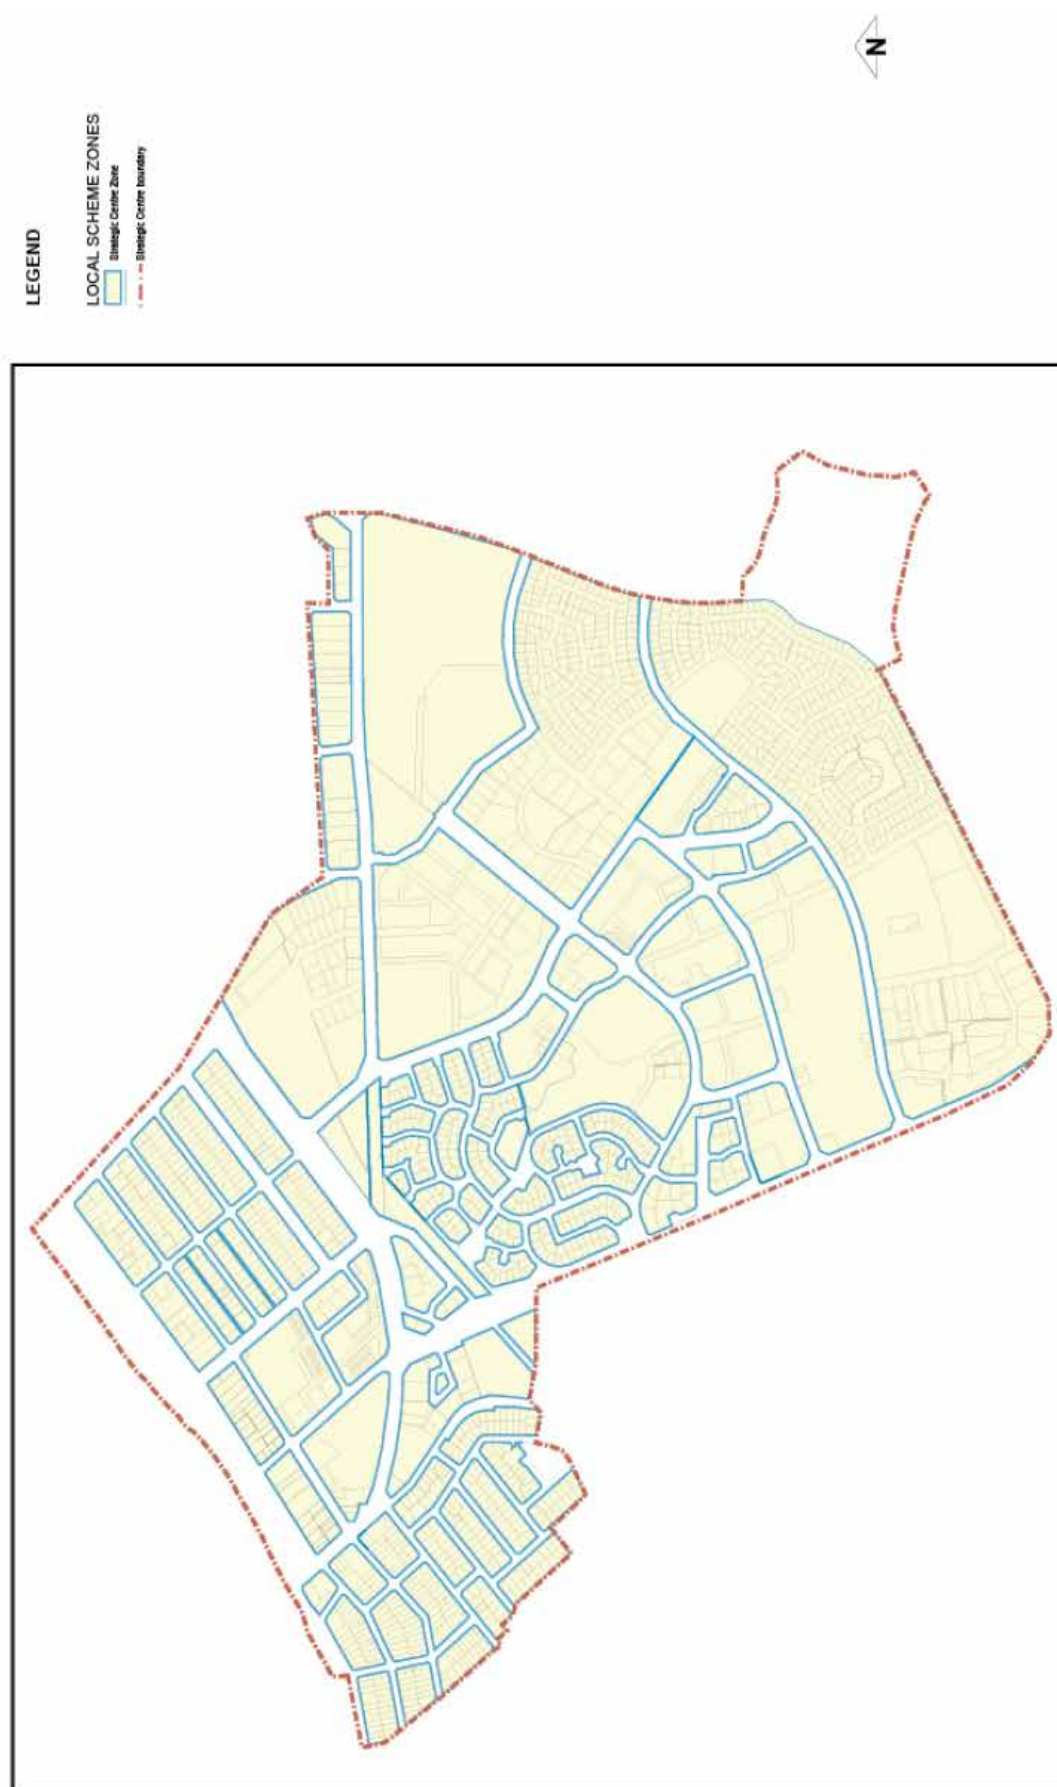 LEGEND
LOCAL SCHEME ZONES
Strategic Centre Zone
Strategic Centre boundary
N